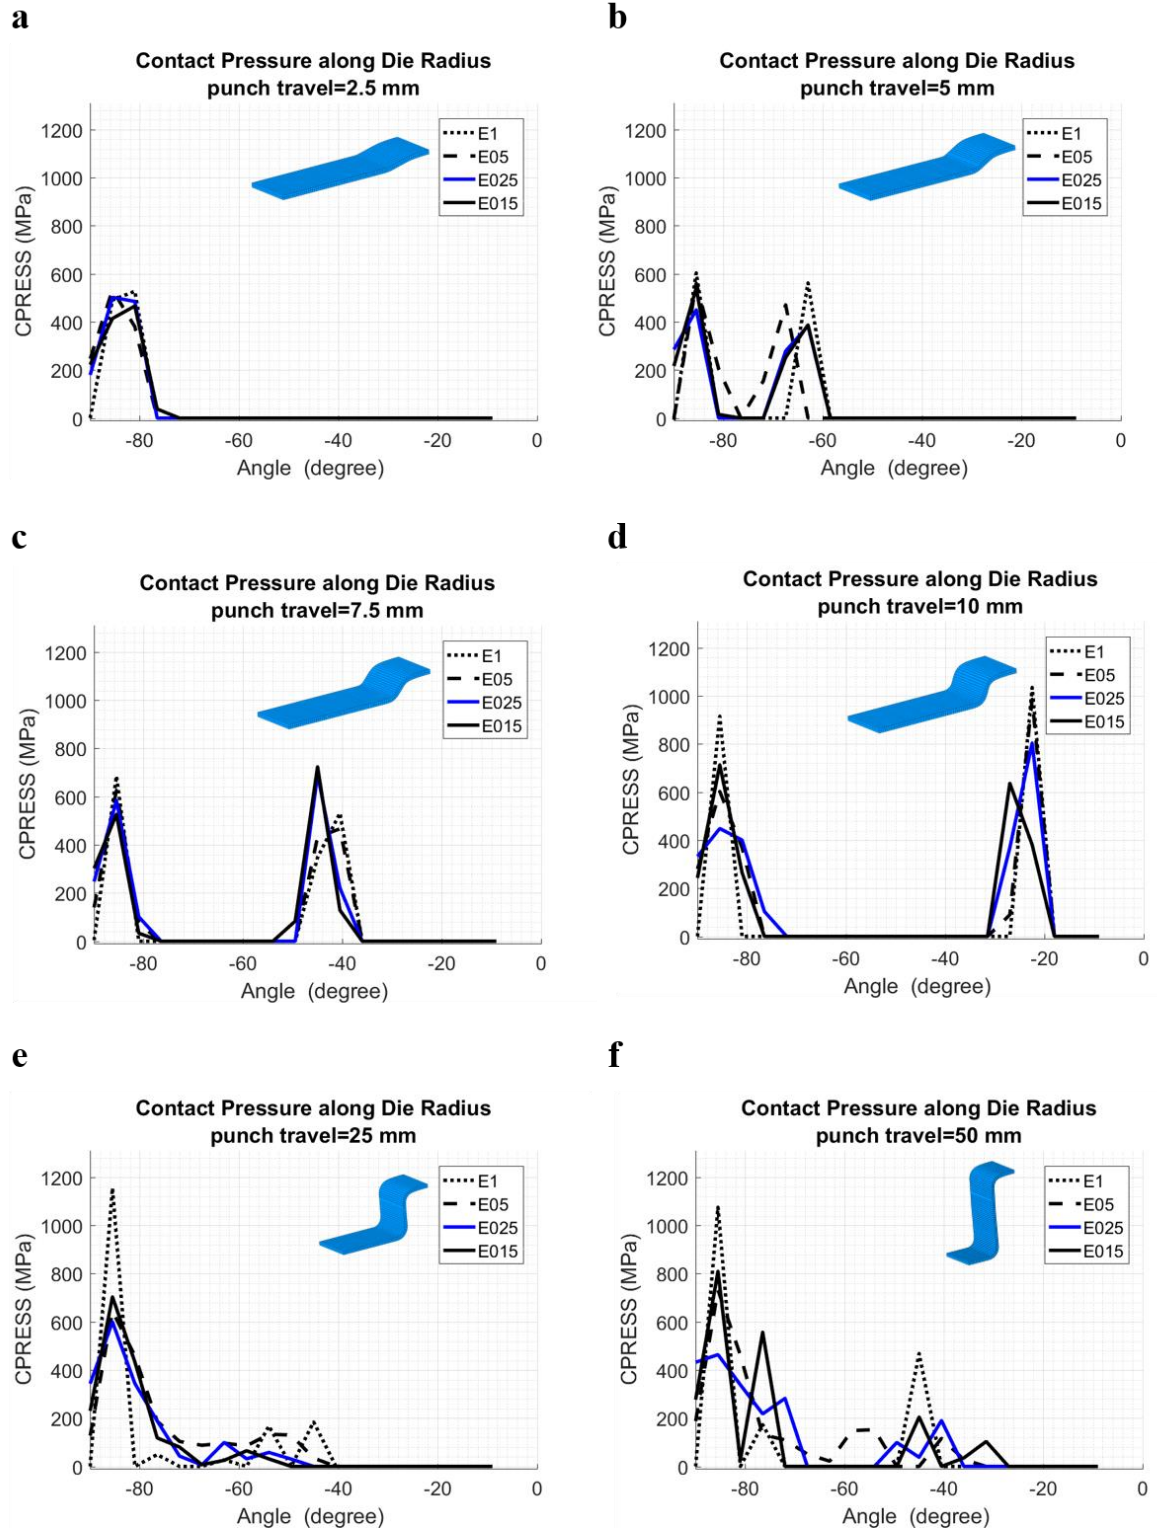 a
Contact Pressure along Die Radius
punch travel=2.5 mm
E1
E05
E025
E015
CPRESS (MPa)
1200
1000
800
600
400
200
0
-80
-60
-40
-20
0
Angle (degree)
b
Contact Pressure along Die Radius
punch travel=5 mm
E1
E05
E025
E015
CPRESS (MPa)
1200
1000
800
600
400
200
0
-80
-60
-40
-20
0
Angle (degree)
c
Contact Pressure along Die Radius
punch travel=7.5 mm
E1
E05
E025
E015
CPRESS (MPa)
1200
1000
800
600
400
200
0
-80
-60
-40
-20
0
Angle (degree)
d
Contact Pressure along Die Radius
punch travel=10 mm
E1
E05
E025
E015
CPRESS (MPa)
1200
1000
800
600
400
200
0
-80
-60
-40
-20
0
Angle (degree)
e
Contact Pressure along Die Radius
punch travel=25 mm
E1
E05
E025
E015
CPRESS (MPa)
1200
1000
800
600
400
200
0
-80
-60
-40
-20
0
Angle (degree)
f
Contact Pressure along Die Radius
punch travel=50 mm
E1
E05
E025
E015
CPRESS (MPa)
1200
1000
800
600
400
200
0
-80
-60
-40
-20
0
Angle (degree)